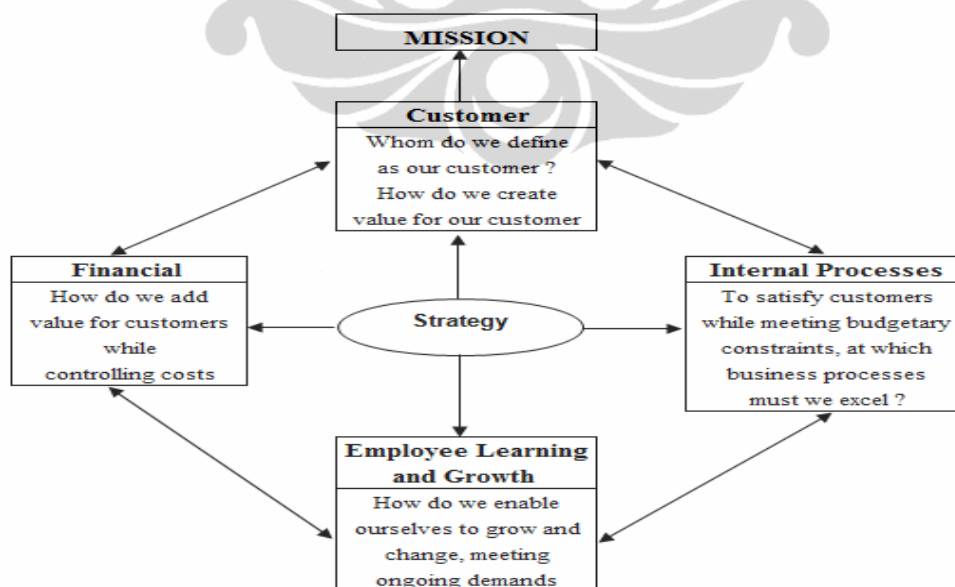 MISSION
Customer
Whom do we define
as our customer ?
How do we create
value for our customer
Financial
How do we add
value for customers
while
controlling costs
Strategy
Internal Processes
To satisfy customers
while meeting budgetary
constraints, at which
business processes
must we excel ?
Employee Learning
and Growth
How do we enable
ourselves to grow and
change, meeting
ongoing demands